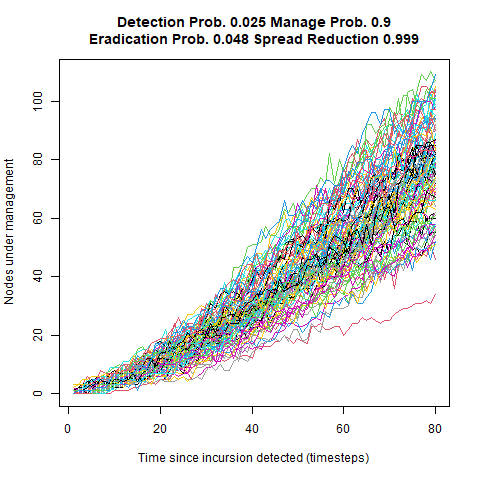 Detection Prob. 0.025 Manage Prob. 0.9
Eradication Prob. 0.048 Spread Reduction 0.999
Nodes under management
100
80
60
40
20
0
0 20 40 60 80
Time since incursion detected (timesteps)